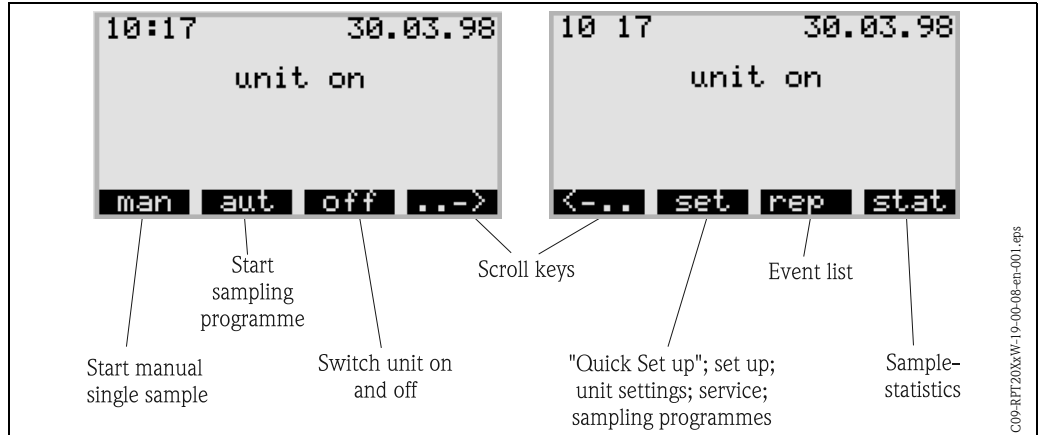 10:17 30.03.98
unit on
man aut off ..->
10 17 30.03.98
unit on
<-.. set rep stat
Start
sampling
programme
Scroll keys
Event list
Start manual
single sample
Switch unit on
and off
"Quick Set up"; set up;
unit settings; service;
sampling programmes
Sample-
statistics
C09-RPT20XxW-19-00-08-en-001.eps